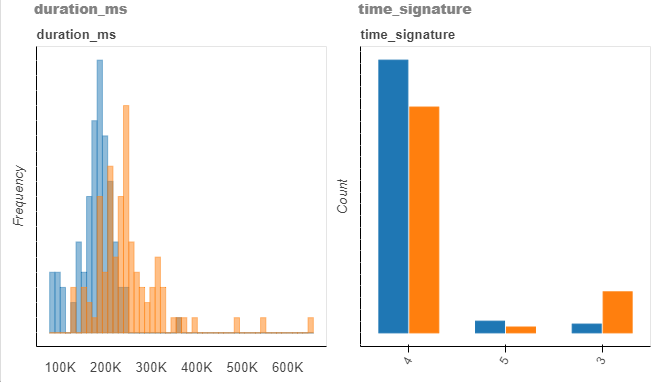 duration_ms
duration_ms
Frequency
100K 200K 300K 400K 500K 600K
time_signature
time_signature
Count
4 5 3